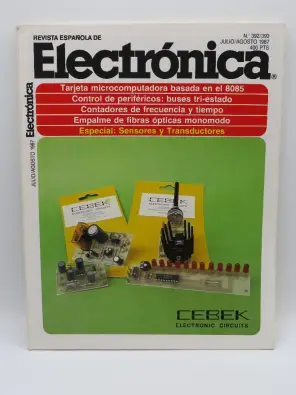 REVISTA ESPAÑOLA DE
N.° 392/393
JULIO/AGOSTO 1987
400 PTS
Electrónica
Tarjeta microcomputadora basada en el 8085
Control de periféricos: buses tri-estado
Contadores de frecuencia y tiempo
Empalme de fibras ópticas monomodo
Especial: Sensores y Transductores
JULIO/AGOSTO 1987
Electrónica
CEBEK
CEBEK
CEBEK
ELECTRONIC CIRCUITS